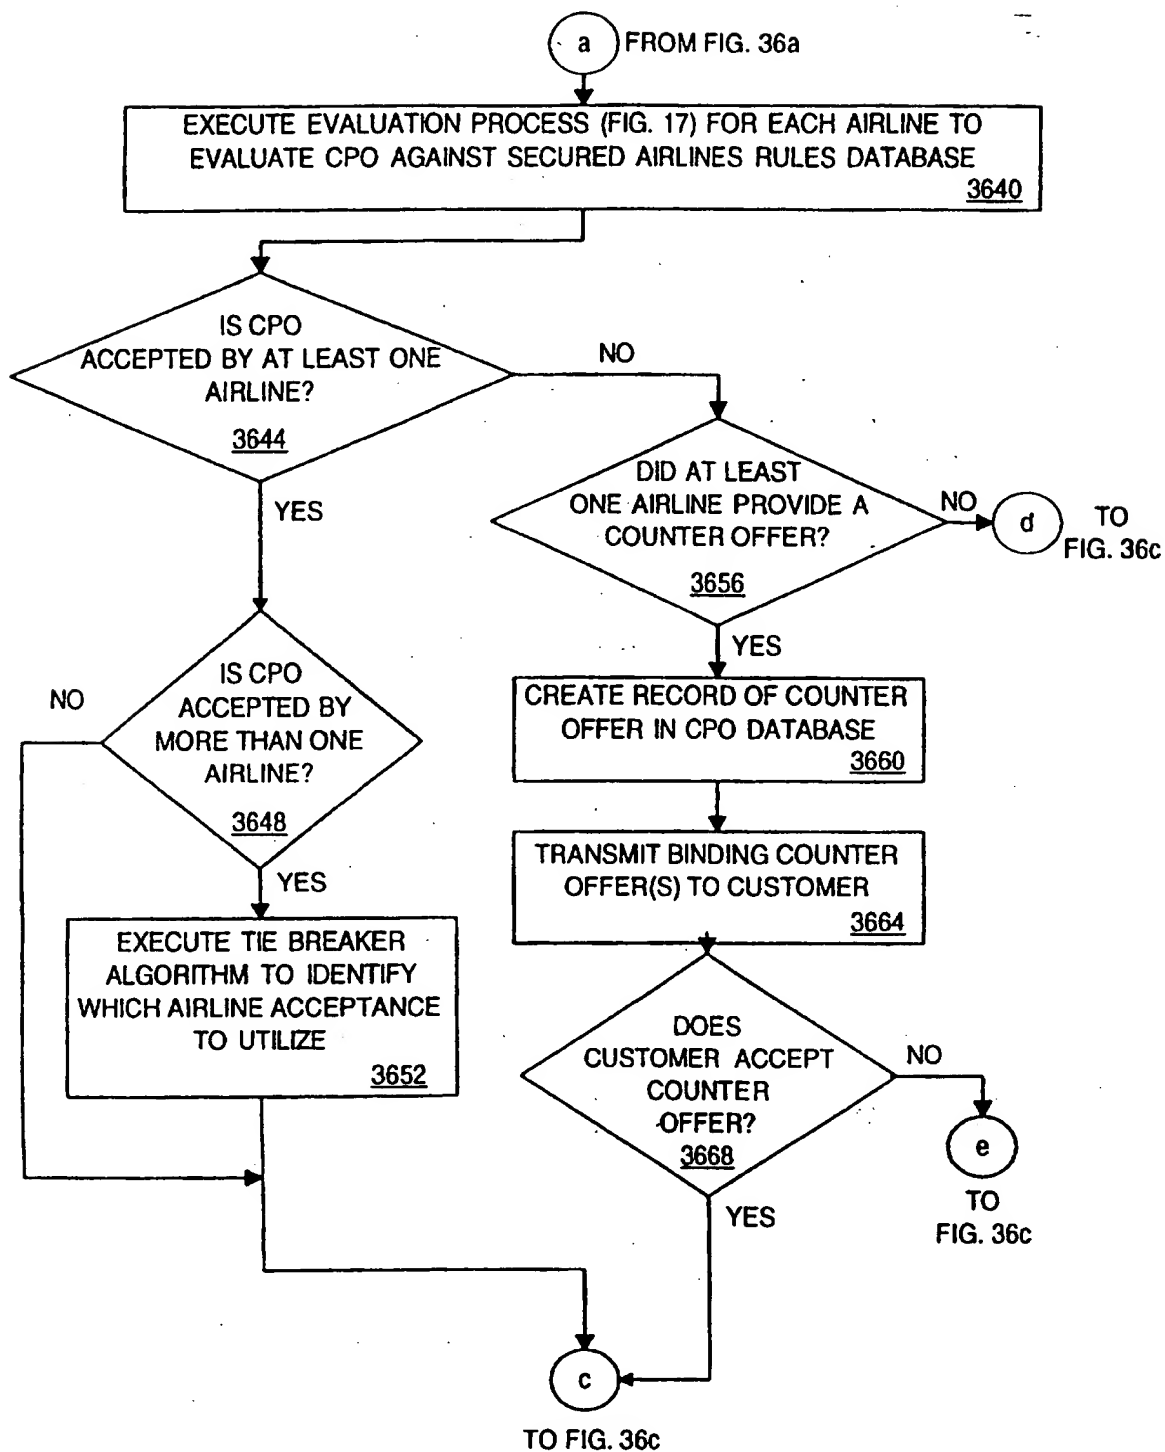 a FROM FIG. 36a
EXECUTE EVALUATION PROCESS (FIG. 17) FOR EACH AIRLINE TO
EVALUATE CPO AGAINST SECURED AIRLINES RULES DATABASE
3640
IS CPO
ACCEPTED BY AT LEAST ONE
AIRLINE?
3644
NO
YES
DID AT LEAST
ONE AIRLINE PROVIDE A
COUNTER OFFER?
3656
NO
d
TO
FIG. 36c
YES
IS CPO
ACCEPTED BY
MORE THAN ONE
AIRLINE?
3648
NO
YES
CREATE RECORD OF COUNTER
OFFER IN CPO DATABASE
3660
TRANSMIT BINDING COUNTER
OFFER(S) TO CUSTOMER
3664
EXECUTE TIE BREAKER
ALGORITHM TO IDENTIFY
WHICH AIRLINE ACCEPTANCE
TO UTILIZE
3652
DOES
CUSTOMER ACCEPT
COUNTER
OFFER?
3668
NO
e
TO
FIG. 36c
YES
c
TO FIG. 36c